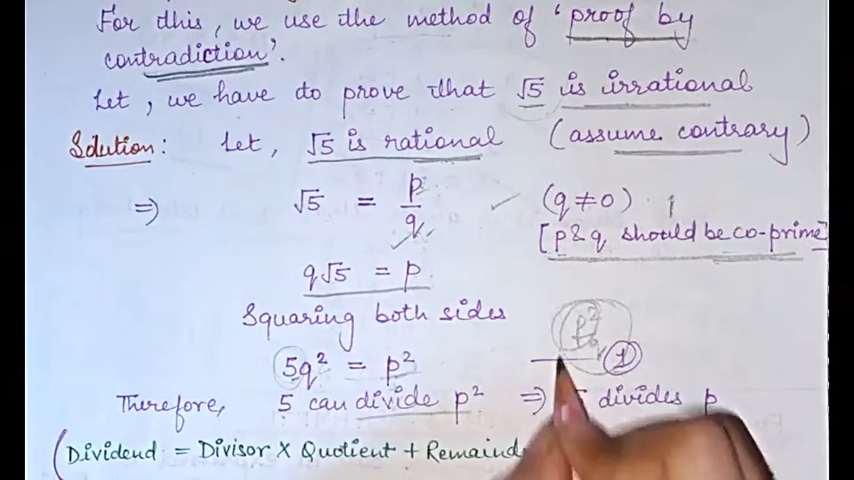 For this, we use the method of 'proof by
contradiction'.
Let, we have to prove that √5 is irrational
Solution: Let, √5 is rational (assume contrary)
⇒ √5 = p/q (q≠0)
[p & q should be co-prime]
q√5 = p
Squaring both sides
5q² = p² ①
Therefore, 5 can divide p² ⇒ divides p
(Dividend = Divisor × Quotient +